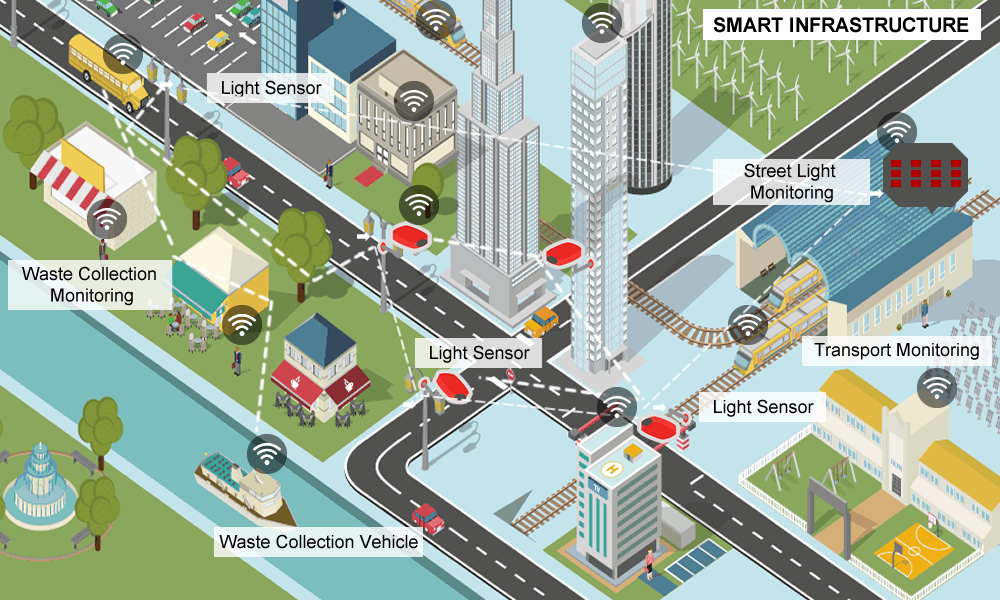 SMART INFRASTRUCTURE
Light Sensor
Street Light
Monitoring
Waste Collection
Monitoring
Light Sensor
Transport Monitoring
Light Sensor
H
TV
Waste Collection Vehicle